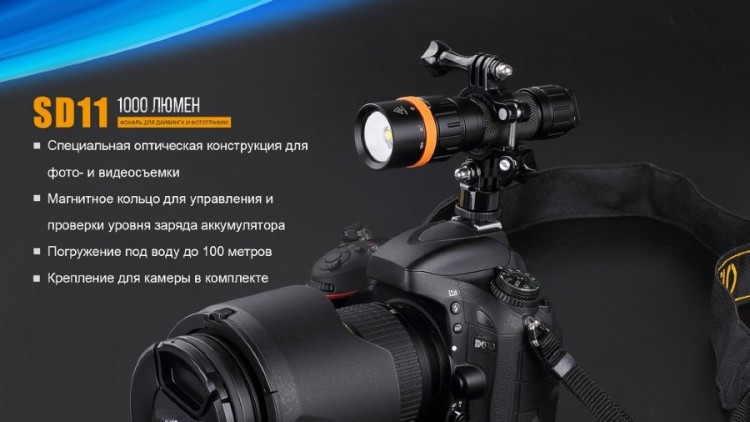 SD11 1000 ЛЮМЕН
ФОНАРЬ ДЛЯ ДАЙВИНГА И ФОТОГРАФИИ
Специальная оптическая конструкция для
фото- и видеосъемки
Магнитное кольцо для управления и
проверки уровня заряда аккумулятора
Погружение под воду до 100 метров
Крепление для камеры в комплекте